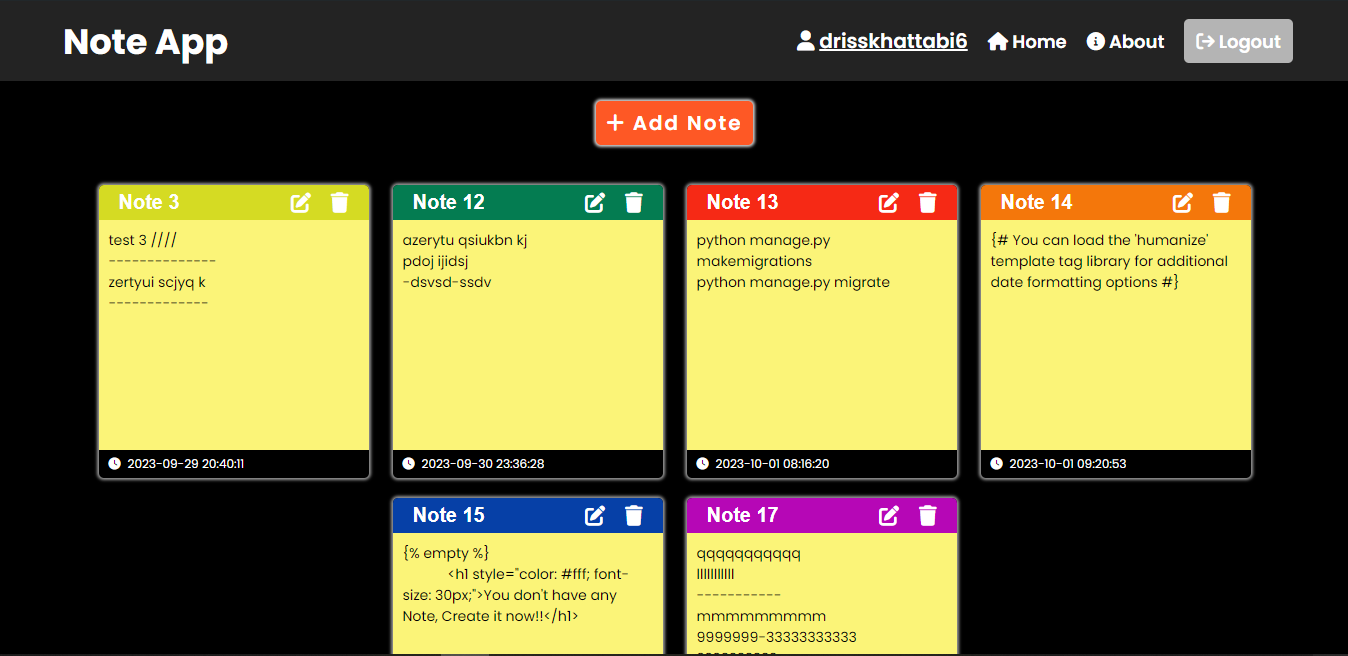 Note App
drisskhattabi6
Home
About
Logout
+ Add Note
Note 3
test 3 ////
--------------
zertyui scjyq k
-------------
2023-09-29 20:40:11
Note 12
azerytu qsiukbn kj
pdoj ijidsj
-dsvsd-ssdv
2023-09-30 23:36:28
Note 13
python manage.py
makemigrations
python manage.py migrate
2023-10-01 08:16:20
Note 14
{# You can load the 'humanize'
template tag library for additional
date formatting options #}
2023-10-01 09:20:53
Note 15
{% empty %}
<h1 style="color: #fff; font-
size: 30px;">You don't have any
Note, Create it now!!</h1>
Note 17
qqqqqqqqqqq
lllllllllll
-----------
mmmmmmmmm
9999999-33333333333